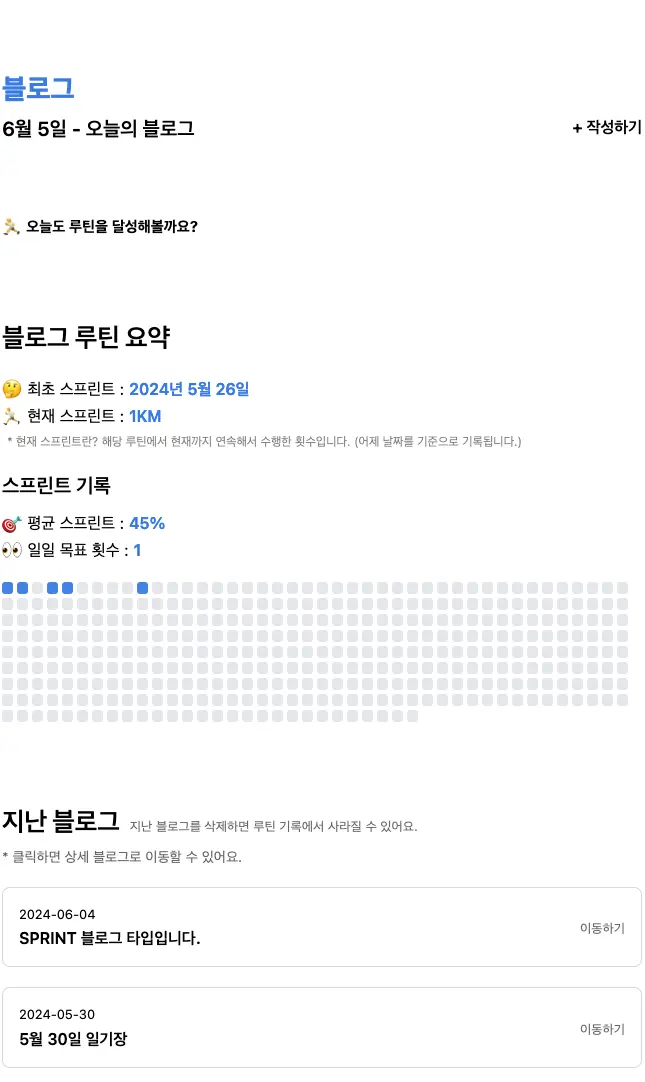 블로그
6월 5일 - 오늘의 블로그
+ 작성하기
🏃 오늘도 루틴을 달성해볼까요?
블로그 루틴 요약
🤔 최초 스프린트 : 2024년 5월 26일
🏃 현재 스프린트 : 1KM
* 현재 스프린트란? 해당 루틴에서 현재까지 연속해서 수행한 횟수입니다. (어제 날짜를 기준으로 기록됩니다.)
스프린트 기록
🎯 평균 스프린트 : 45%
👀 일일 목표 횟수 : 1
지난 블로그 지난 블로그를 삭제하면 루틴 기록에서 사라질 수 있어요.
* 클릭하면 상세 블로그로 이동할 수 있어요.
2024-06-04
SPRINT 블로그 타입입니다.
이동하기
2024-05-30
5월 30일 일기장
이동하기